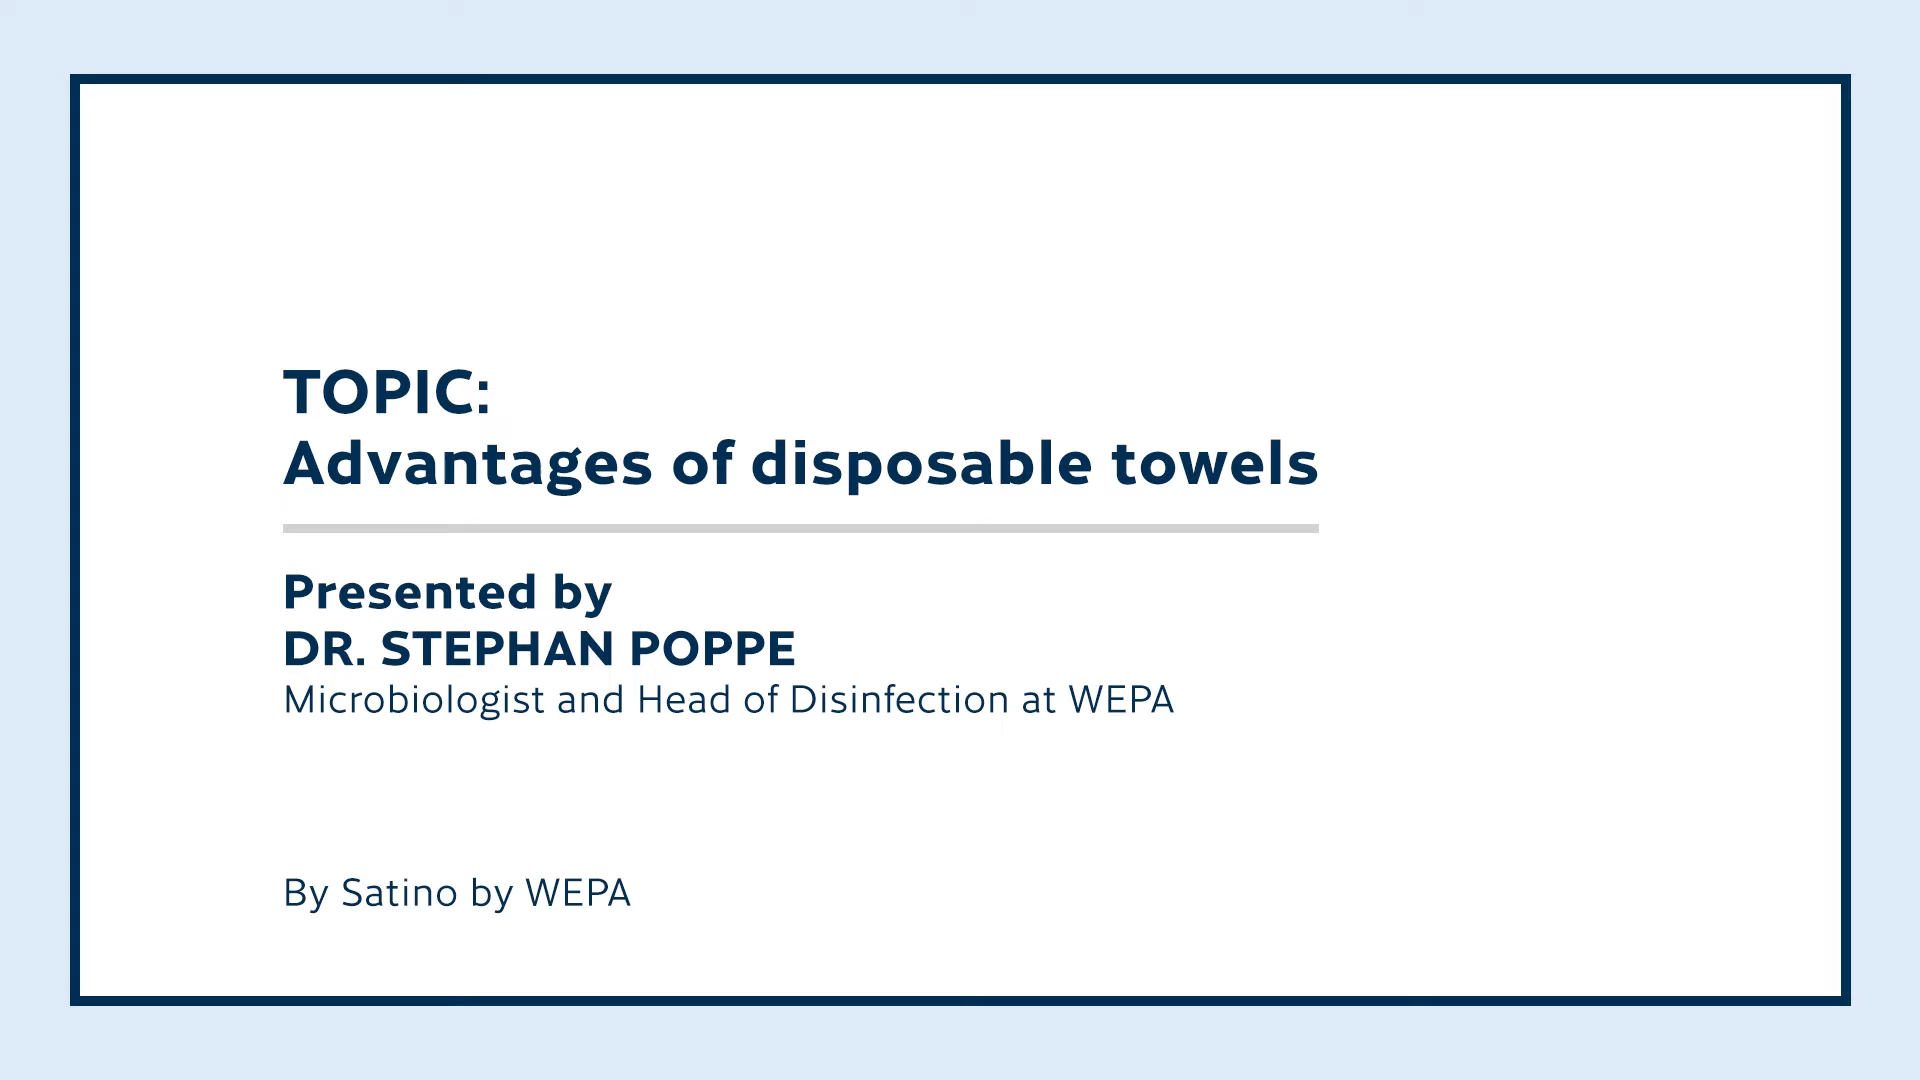 TOPIC:
Advantages of disposable towels
Presented by
DR. STEPHAN POPPE
Microbiologist and Head of Disinfection at WEPA
By Satino by WEPA